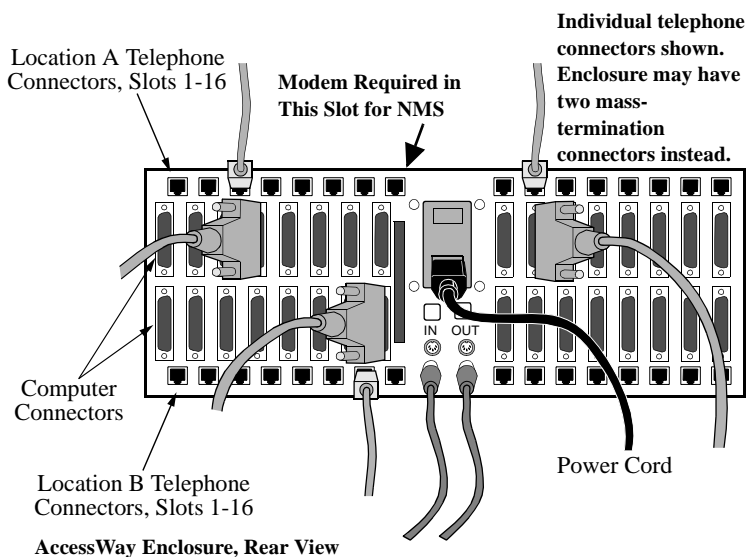 Individual telephone
connectors shown.
Enclosure may have
two mass-
termination
connectors instead.
Location A Telephone
Connectors, Slots 1-16
Modem Required in
This Slot for NMS
IN OUT
Computer
Connectors
Power Cord
Location B Telephone
Connectors, Slots 1-16
AccessWay Enclosure, Rear View